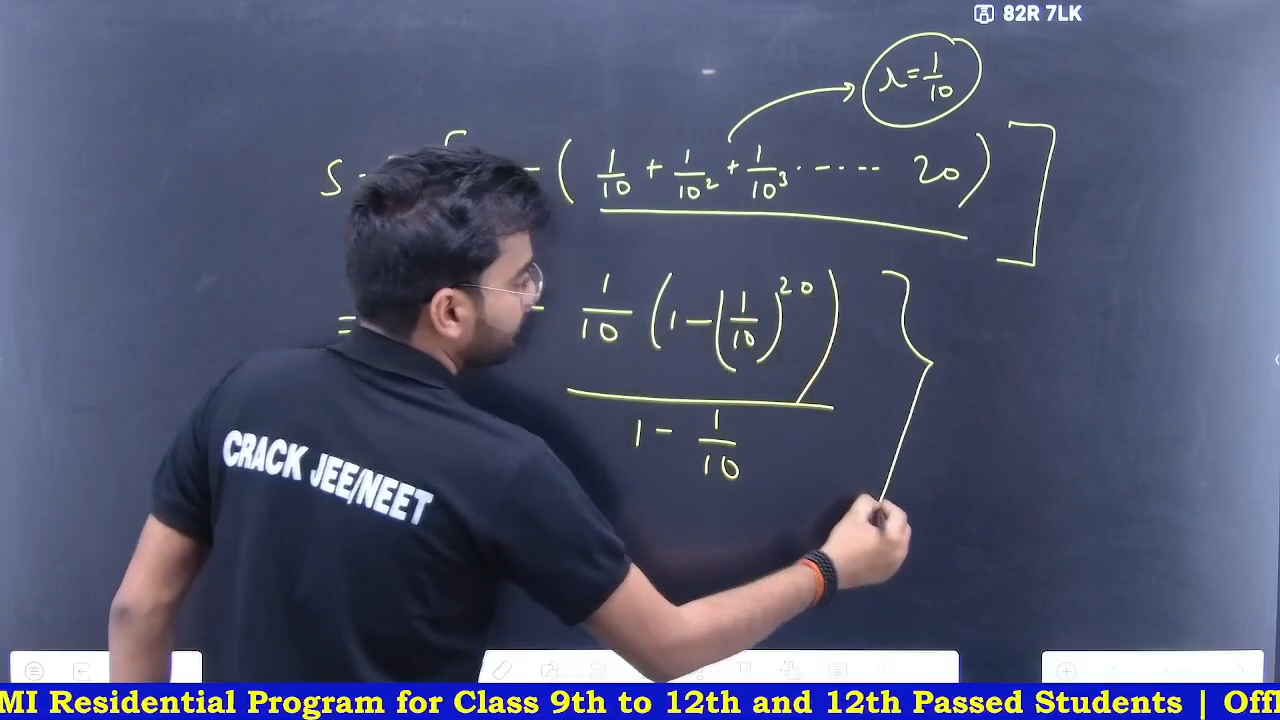 82R 7LK
r = 1/10
S - ( 1/10 + 1/10² + 1/10³ ...... 20 ) ]
= - 1/10 ( 1 - (1/10)²⁰ ) }
1 - 1/10
CRACK JEE/NEET
MI Residential Program for Class 9th to 12th and 12th Passed Students |